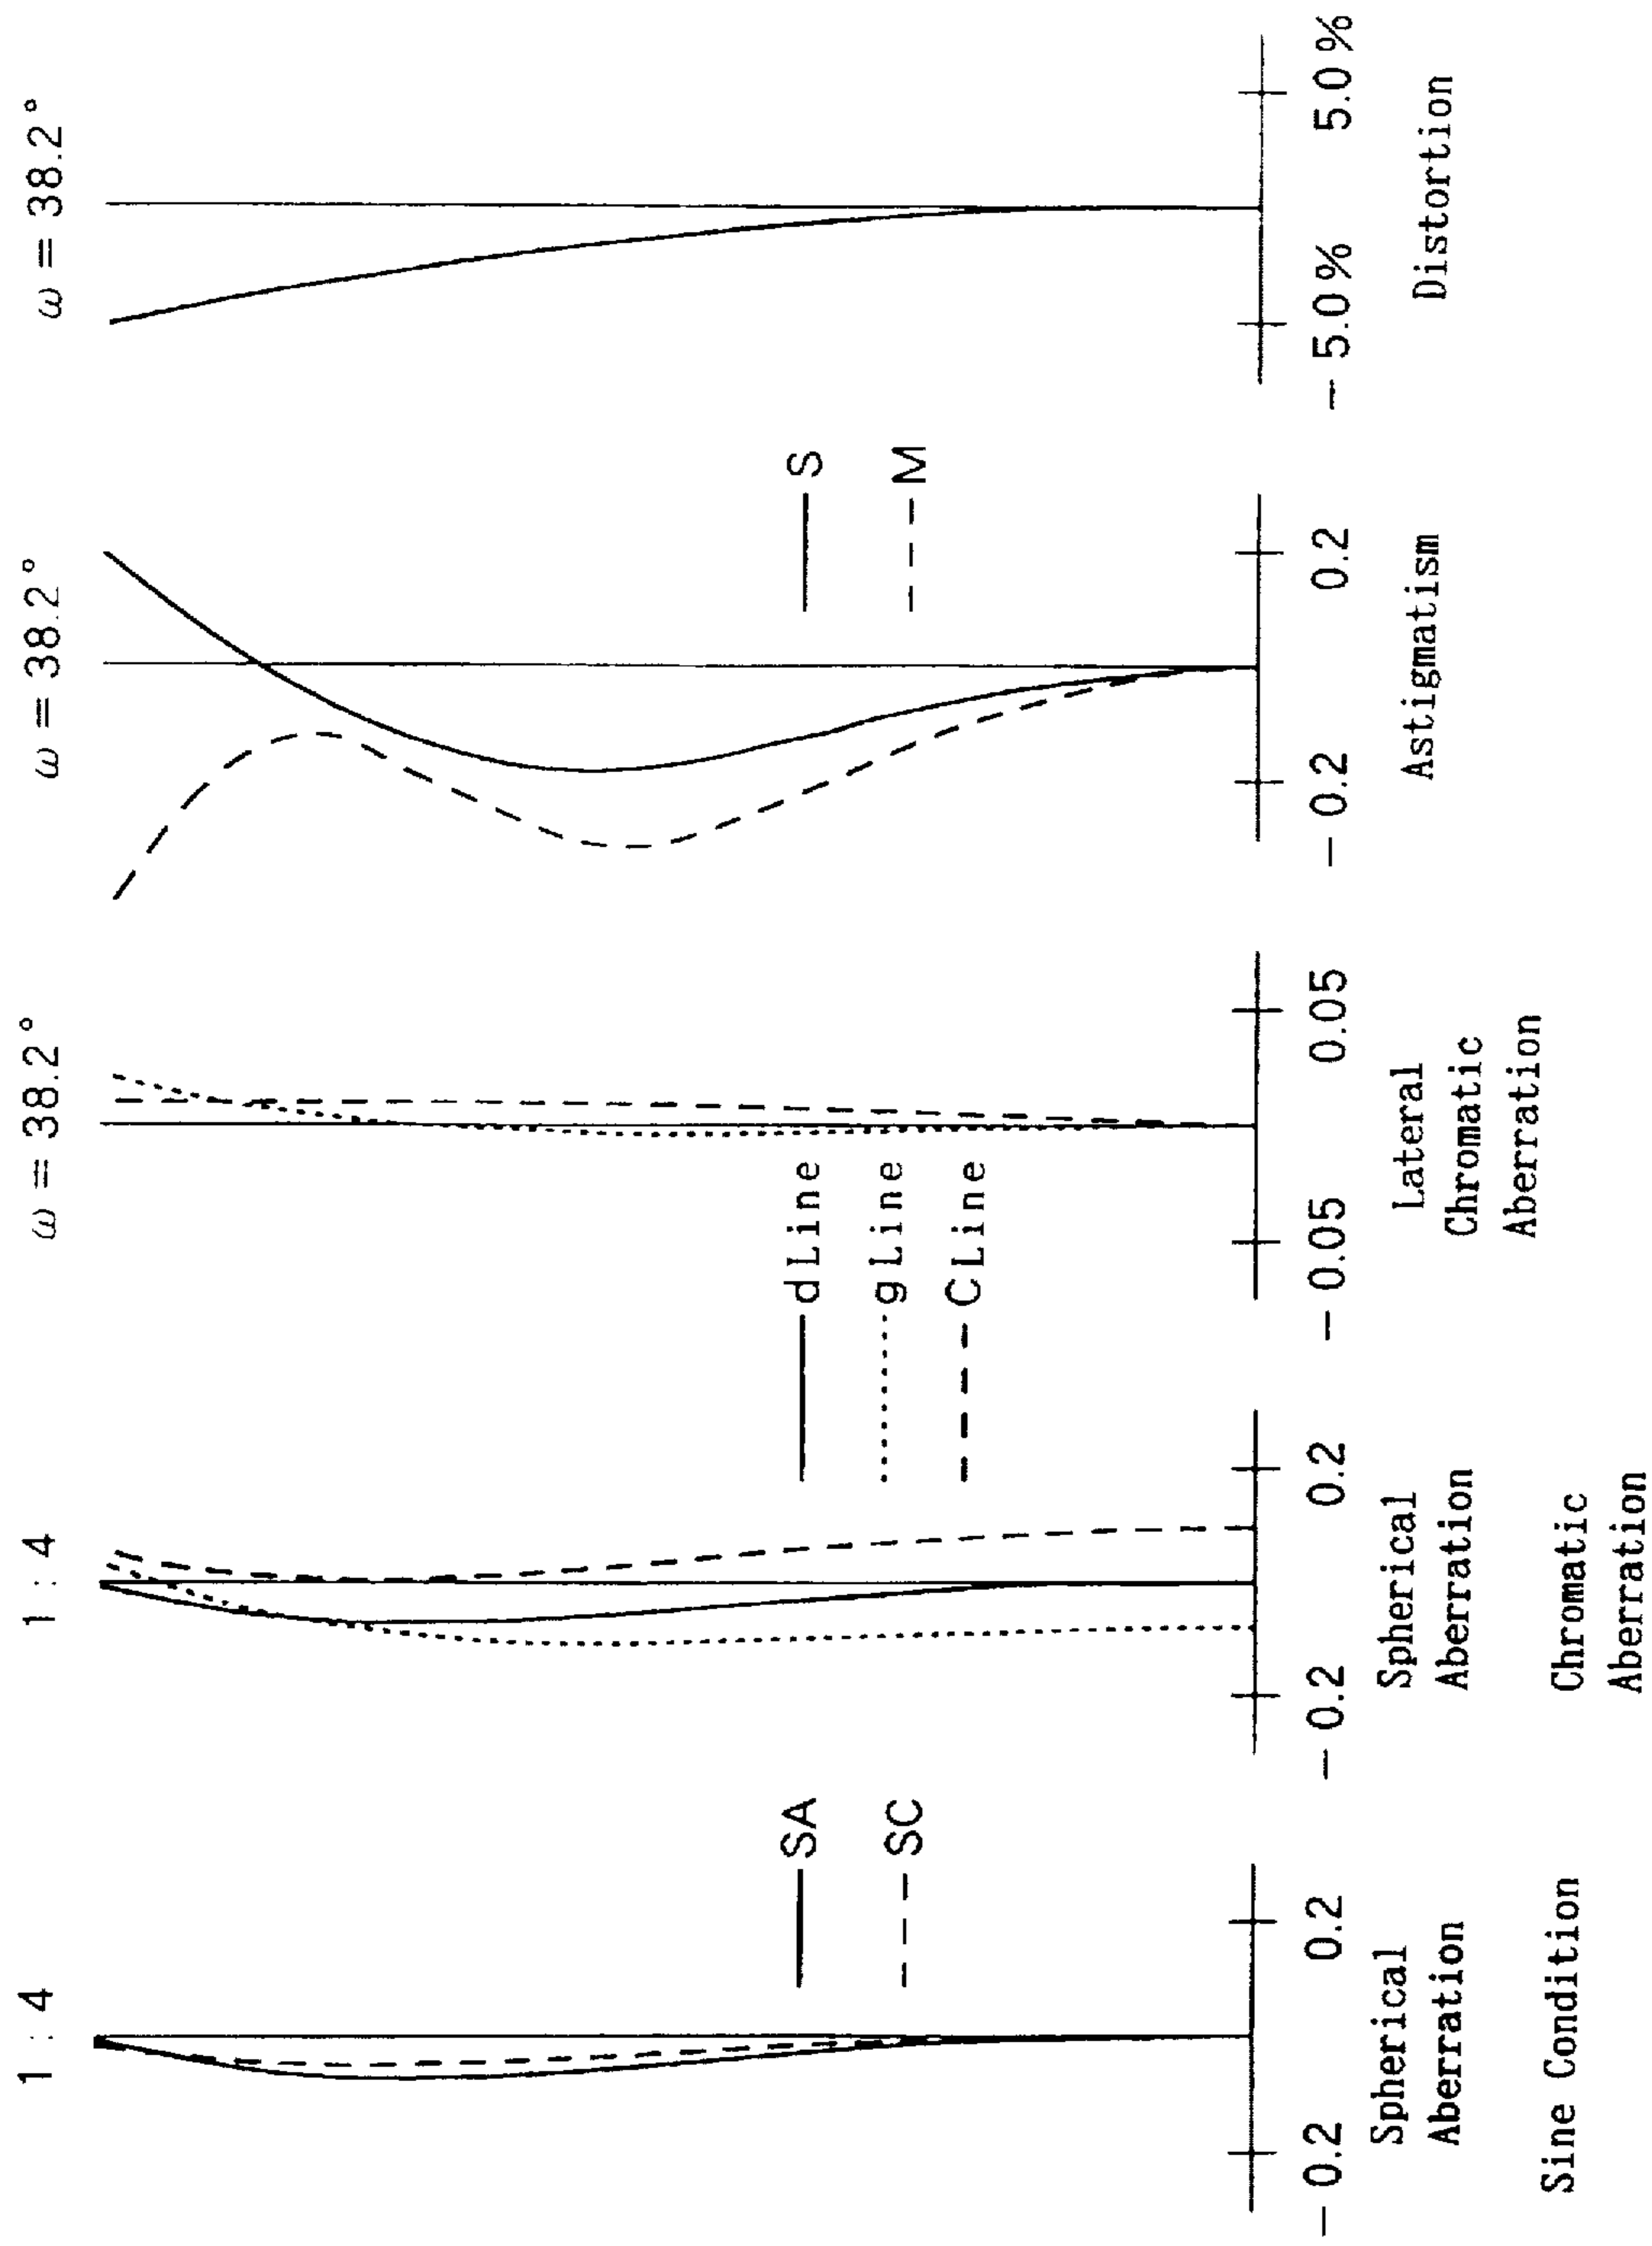 1 : 4
SA
SC
-0.2
0.2
Spherical
Aberration
Sine Condition
1 : 4
dLine
gLine
CLine
-0.2
0.2
Spherical
Aberration
Chromatic
Aberration
ω = 38.2°
-0.05
0.05
Lateral
Chromatic
Aberration
ω = 38.2°
S
M
-0.2
0.2
Astigmatism
ω = 38.2°
-5.0%
5.0%
Distortion